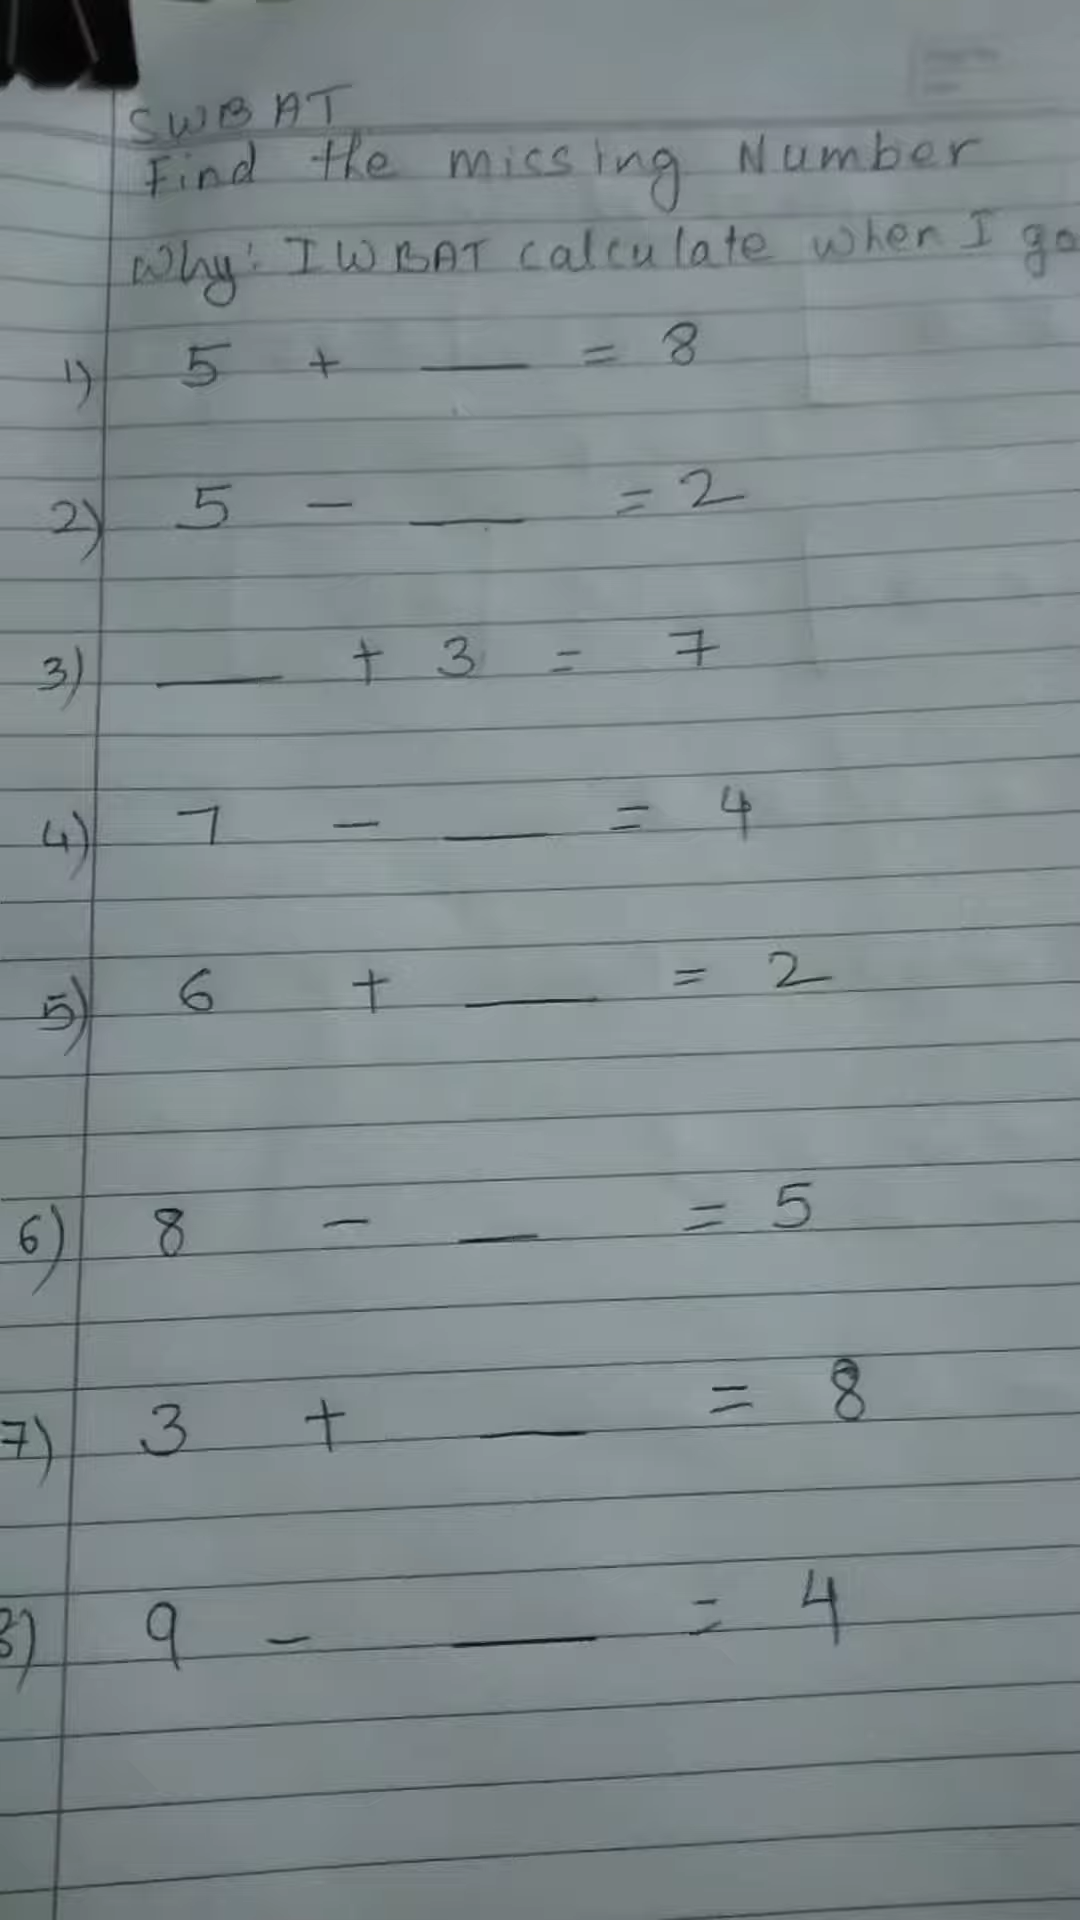 SWBAT
Find the missing Number
Why: IWBAT calculate when I go
1) 5 + ___ = 8
2) 5 - ___ = 2
3) ___ + 3 = 7
4) 7 - ___ = 4
5) 6 + ___ = 2
6) 8 - ___ = 5
7) 3 + ___ = 8
8) 9 - ___ = 4